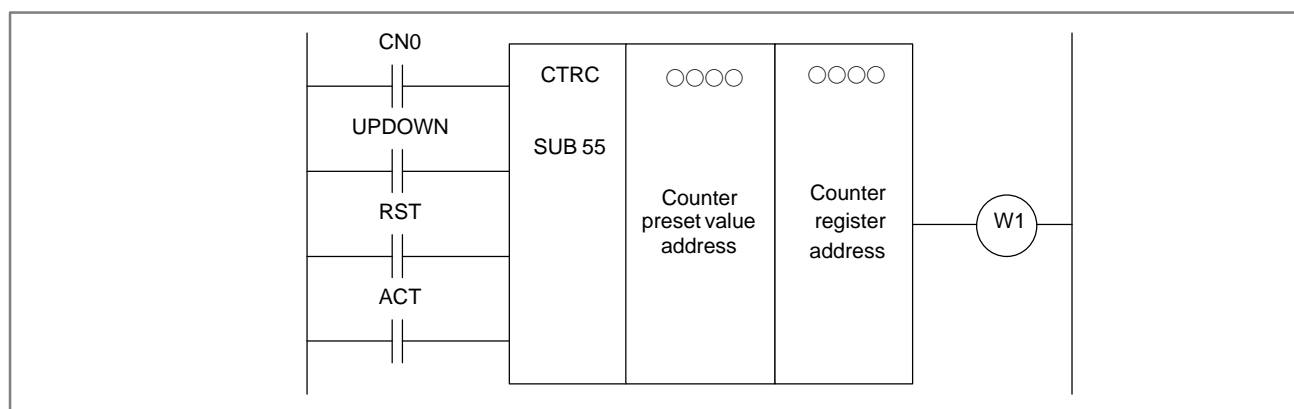 CN0
UPDOWN
RST
ACT
CTRC
SUB 55
○○○○
Counter
preset value
address
○○○○
Counter
register
address
W1